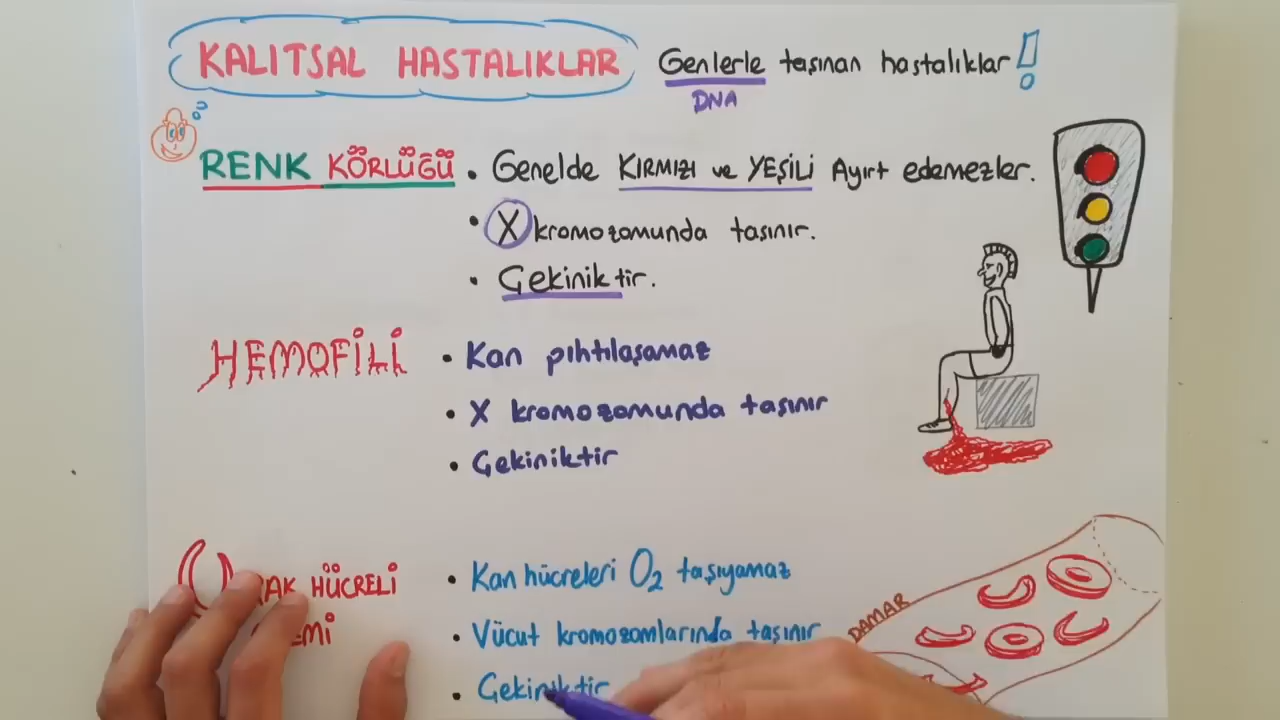 KALITSAL HASTALIKLAR Genlerle taşınan hastalıklar!
DNA
RENK KÖRLÜĞÜ • Genelde KIRMIZI ve YEŞİLİ Ayırt edemezler.
• X kromozomunda taşınır.
• Çekiniktir.
HEMOFİLİ • Kan pıhtılaşamaz
• X kromozomunda taşınır
• Çekiniktir
HÜCRELİ • Kan hücreleri O2 taşıyamaz
DAMAR
• Vücut kromozomlarında taşınır
• Çekiniktir